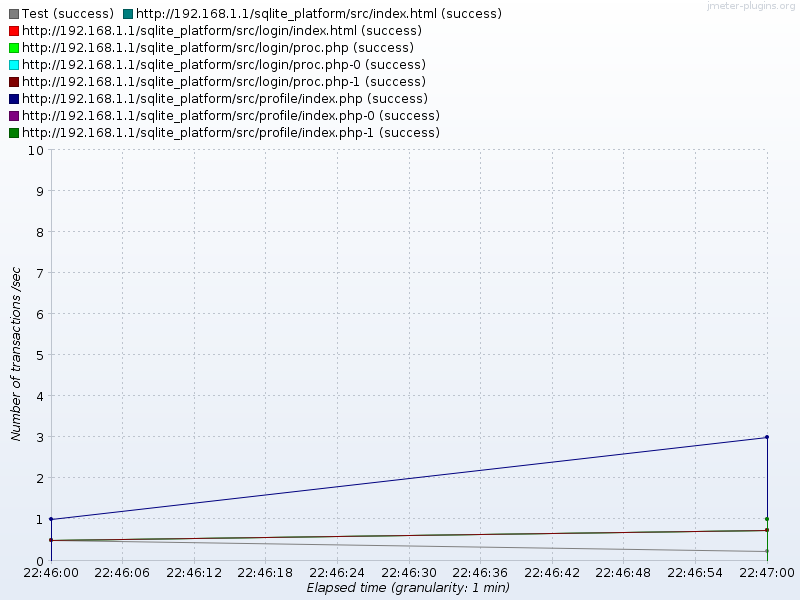 jmeter-plugins.org
Test (success) http://192.168.1.1/sqlite_platform/src/index.html (success)
http://192.168.1.1/sqlite_platform/src/login/index.html (success)
http://192.168.1.1/sqlite_platform/src/login/proc.php (success)
http://192.168.1.1/sqlite_platform/src/login/proc.php-0 (success)
http://192.168.1.1/sqlite_platform/src/login/proc.php-1 (success)
http://192.168.1.1/sqlite_platform/src/profile/index.php (success)
http://192.168.1.1/sqlite_platform/src/profile/index.php-0 (success)
http://192.168.1.1/sqlite_platform/src/profile/index.php-1 (success)
Number of transactions /sec
10
9
8
7
6
5
4
3
2
1
0
22:46:00 22:46:06 22:46:12 22:46:18 22:46:24 22:46:30 22:46:36 22:46:42 22:46:48 22:46:54 22:47:00
Elapsed time (granularity: 1 min)